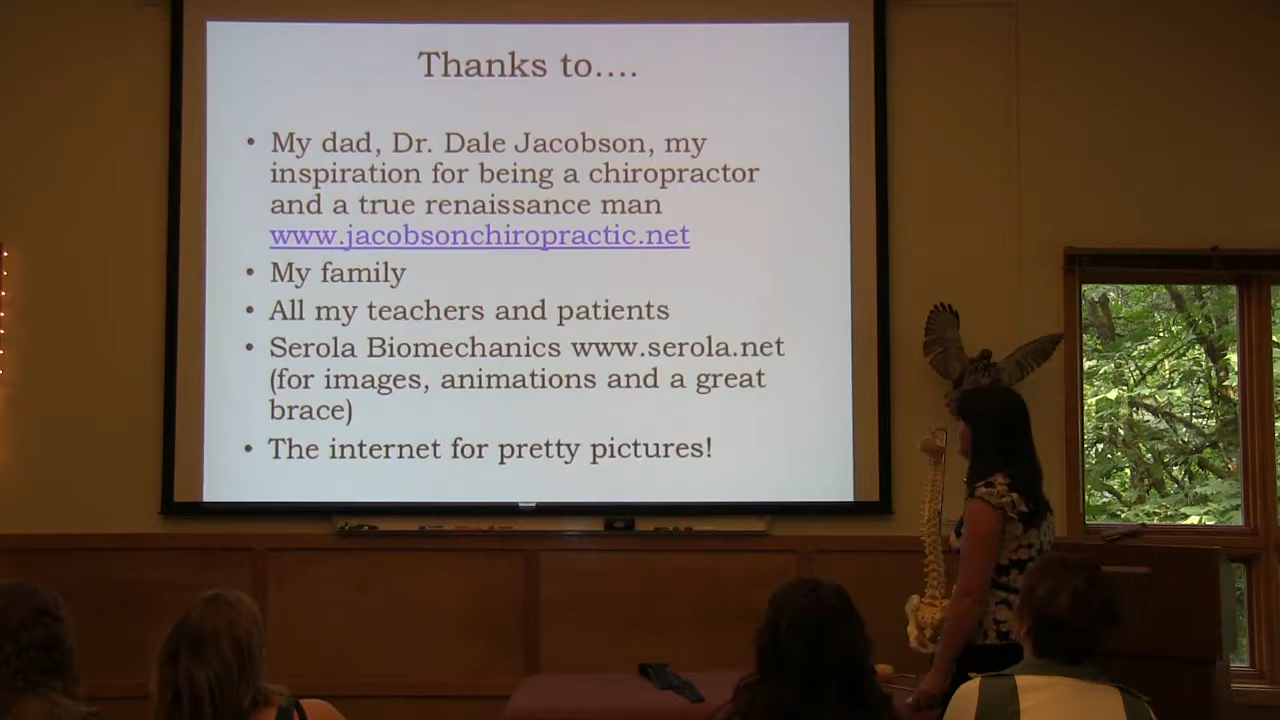 Thanks to....
• My dad, Dr. Dale Jacobson, my
inspiration for being a chiropractor
and a true renaissance man
www.jacobsonchiropractic.net
• My family
• All my teachers and patients
• Serola Biomechanics www.serola.net
(for images, animations and a great
brace)
• The internet for pretty pictures!